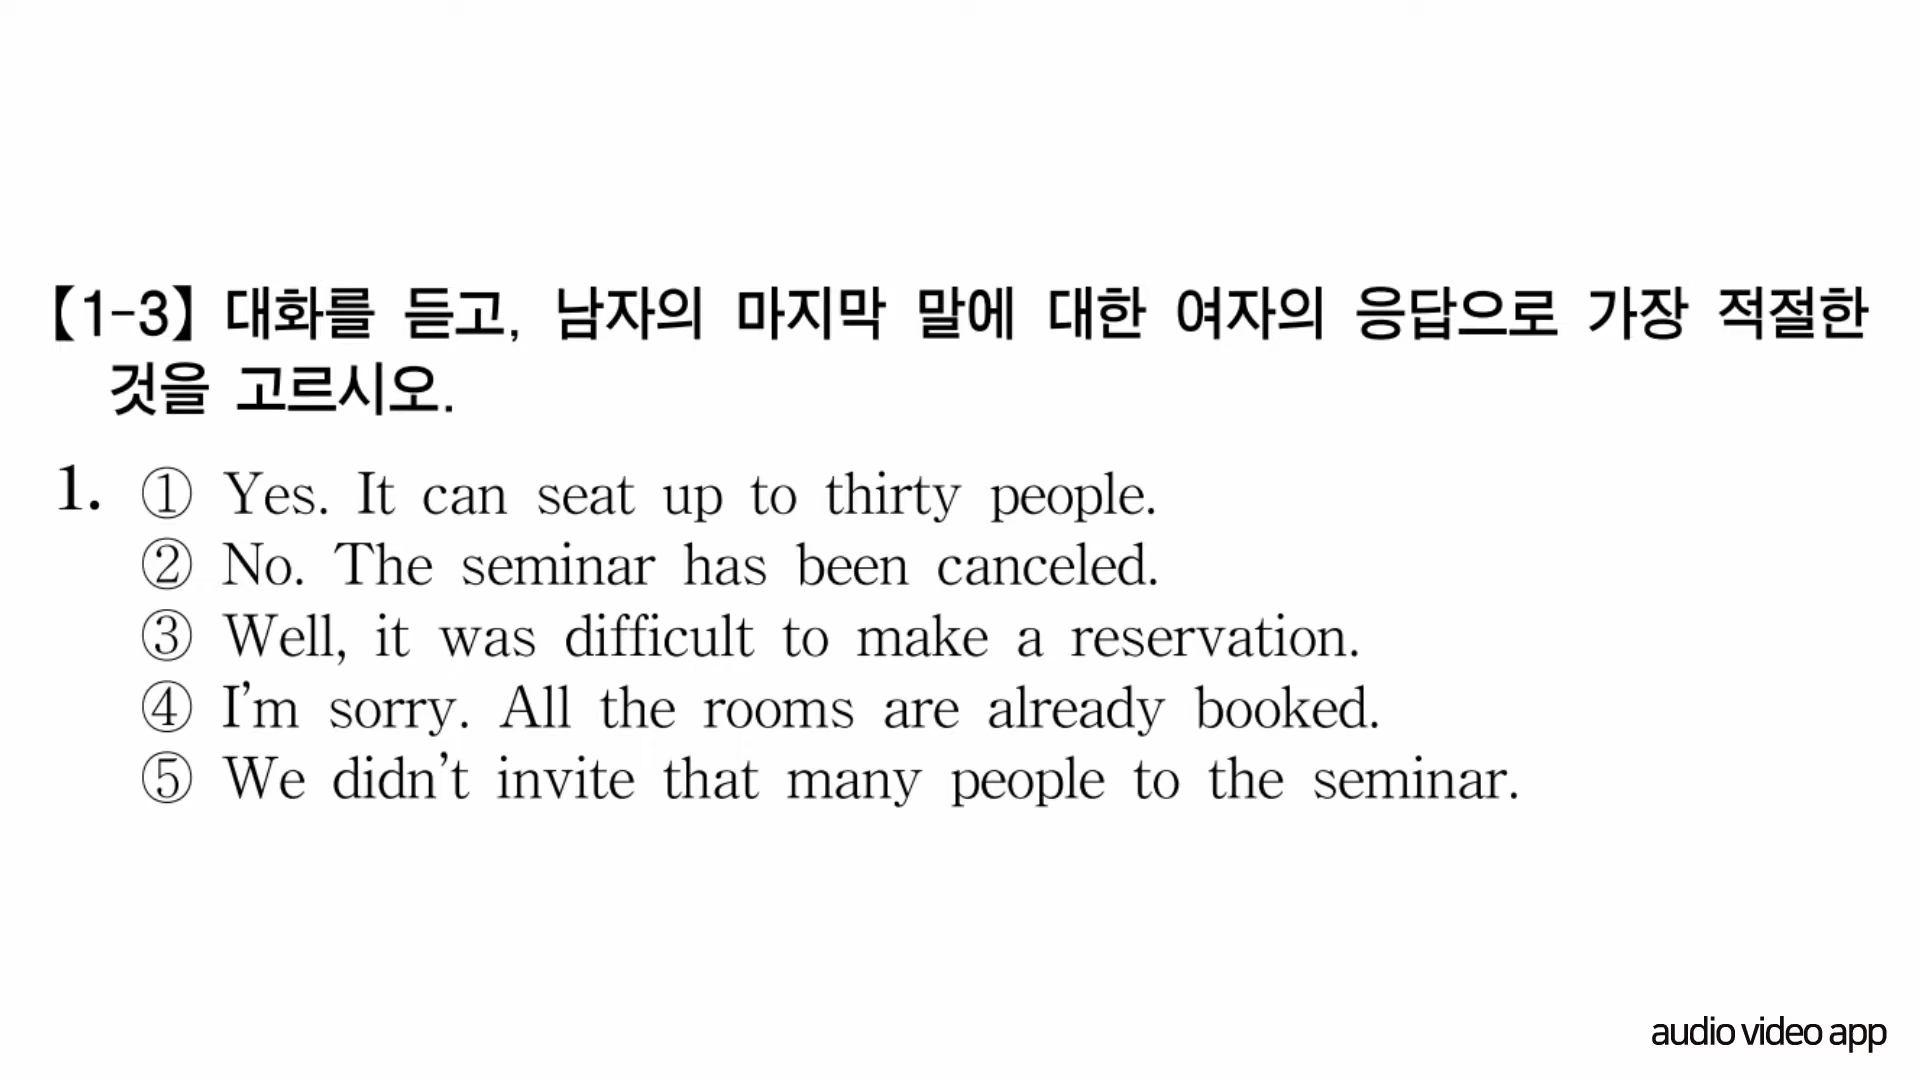 【1-3】 대화를 듣고, 남자의 마지막 말에 대한 여자의 응답으로 가장 적절한
것을 고르시오.
1. ① Yes. It can seat up to thirty people.
② No. The seminar has been canceled.
③ Well, it was difficult to make a reservation.
④ I'm sorry. All the rooms are already booked.
⑤ We didn't invite that many people to the seminar.
audio video app